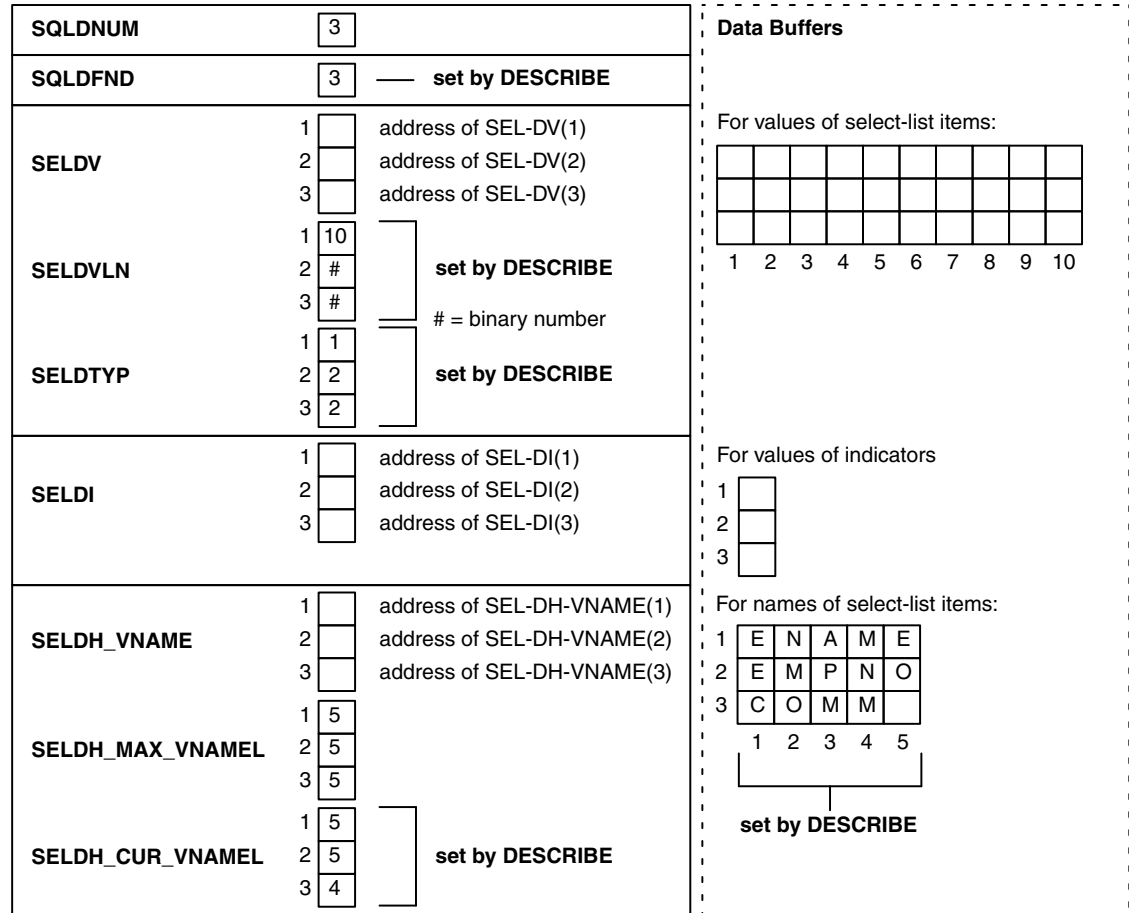 SQLDNUM 3
SQLDFND 3 set by DESCRIBE
SELDV
1 address of SEL-DV(1)
2 address of SEL-DV(2)
3 address of SEL-DV(3)
SELDVLN
1 10
2 #
3 #
set by DESCRIBE
# = binary number
SELDTYP
1 1
2 2
3 2
set by DESCRIBE
SELDI
1 address of SEL-DI(1)
2 address of SEL-DI(2)
3 address of SEL-DI(3)
SELDH_VNAME
1 address of SEL-DH-VNAME(1)
2 address of SEL-DH-VNAME(2)
3 address of SEL-DH-VNAME(3)
SELDH_MAX_VNAMEL
1 5
2 5
3 5
SELDH_CUR_VNAMEL
1 5
2 5
3 4
set by DESCRIBE
Data Buffers
For values of select-list items:
1 2 3 4 5 6 7 8 9 10
For values of indicators
1
2
3
For names of select-list items:
1 E N A M E
2 E M P N O
3 C O M M
1 2 3 4 5
set by DESCRIBE